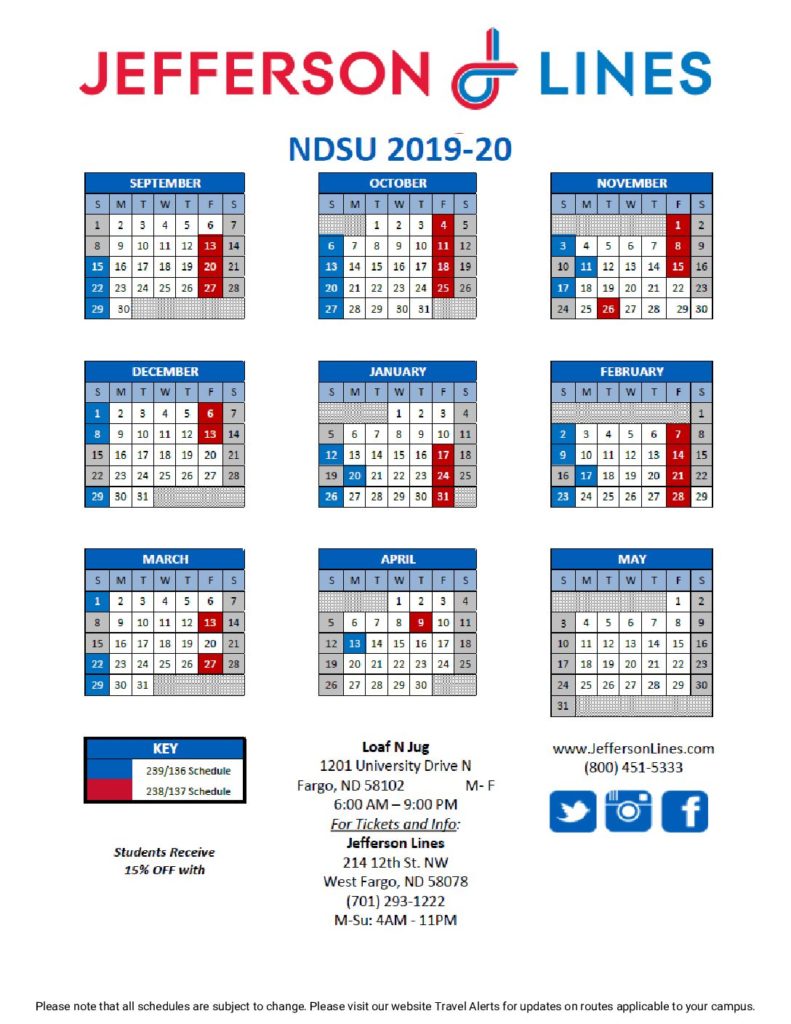 JEFFERSON LINES
NDSU 2019-20
SEPTEMBER
S M T W F S
1 2 3 4 5 6 7
8 9 10 11 12 13 14
15 16 17 18 19 20 21
22 23 24 25 26 27 28
29 30
OCTOBER
S M T W F S
1 2 3 4 5
6 7 8 9 10 11 12
13 14 15 16 17 18 19
20 21 22 23 24 25 26
27 28 29 30 31
NOVEMBER
S M T W T F S
1 2
3 4 5 6 7 8 9
10 11 12 13 14 15 16
17 18 19 20 21 22 23
24 25 26 27 28 29 30
DECEMBER
S M T W T F S
1 2 3 4 5 6 7
8 9 10 11 12 13 14
15 16 17 18 19 20 21
22 23 24 25 26 27 28
29 30 31
JANUARY
S M T W T F S
1 2 3 4
5 6 7 8 9 10 11
12 13 14 15 16 17 18
19 20 21 22 23 24 25
26 27 28 29 30 31
FEBRUARY
S M T W T F S
1
2 3 4 5 6 7 8
9 10 11 12 13 14 15
16 17 18 19 20 21 22
23 24 25 26 27 28 29
MARCH
S M T W T F S
1 2 3 4 5 6 7
8 9 10 11 12 13 14
15 16 17 18 19 20 21
22 23 24 25 26 27 28
29 30 31
APRIL
S M T W T F S
1 2 3 4
5 6 7 8 9 10 11
12 13 14 15 16 17 18
19 20 21 22 23 24 25
26 27 28 29 30
MAY
S M T W T F S
1 2
3 4 5 6 7 8 9
10 11 12 13 14 15 16
17 18 19 20 21 22 23
24 25 26 27 28 29 30
31
KEY
239/136 Schedule
238/137 Schedule
Students Receive
15% OFF with
Loaf N Jug
1201 University Drive N
Fargo, ND 58102 M- F
6:00 AM – 9:00 PM
For Tickets and Info:
Jefferson Lines
214 12th St. NW
West Fargo, ND 58078
(701) 293-1222
M-Su: 4AM - 11PM
www.JeffersonLines.com
(800) 451-5333
Please note that all schedules are subject to change. Please visit our website Travel Alerts for updates on routes applicable to your campus.